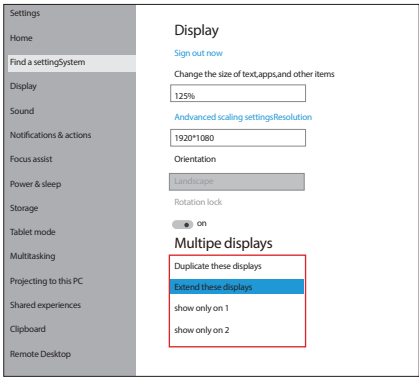 Settings
Home
Find a settingSystem
Display
Sound
Notifications & actions
Focus assist
Power & sleep
Storage
Tablet mode
Multitasking
Projecting to this PC
Shared experiences
Clipboard
Remote Desktop
Display
Sign out now
Change the size of text,apps,and other items
125%
Andvanced scaling settingsResolution
1920*1080
Orientation
Landscape
Rotation lock
on
Multipe displays
Duplicate these displays
Extend these displays
show only on 1
show only on 2